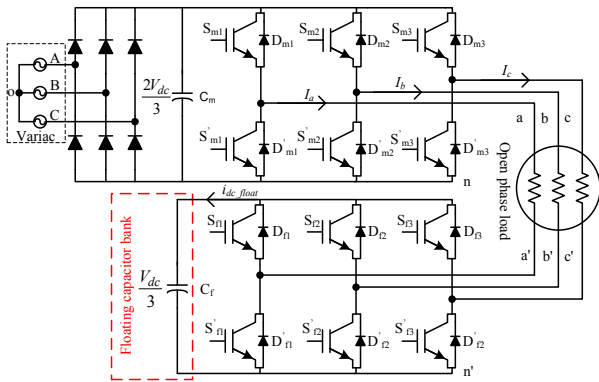 S_m1
D_m1
S_m2
D_m2
S_m3
D_m3
A
B
C
o
Variac
2V_dc
3
C_m
I_a
I_b
I_c
a
b
c
S'_m1
D'_m1
S'_m2
D'_m2
S'_m3
D'_m3
n
Open phase load
i_dc_float
Floating capacitor bank
V_dc
3
C_f
S_f1
D_f1
S_f2
D_f2
S_f3
D_f3
a'
b'
c'
S'_f1
D'_f1
S'_f2
D'_f2
S'_f3
D'_f2
n'